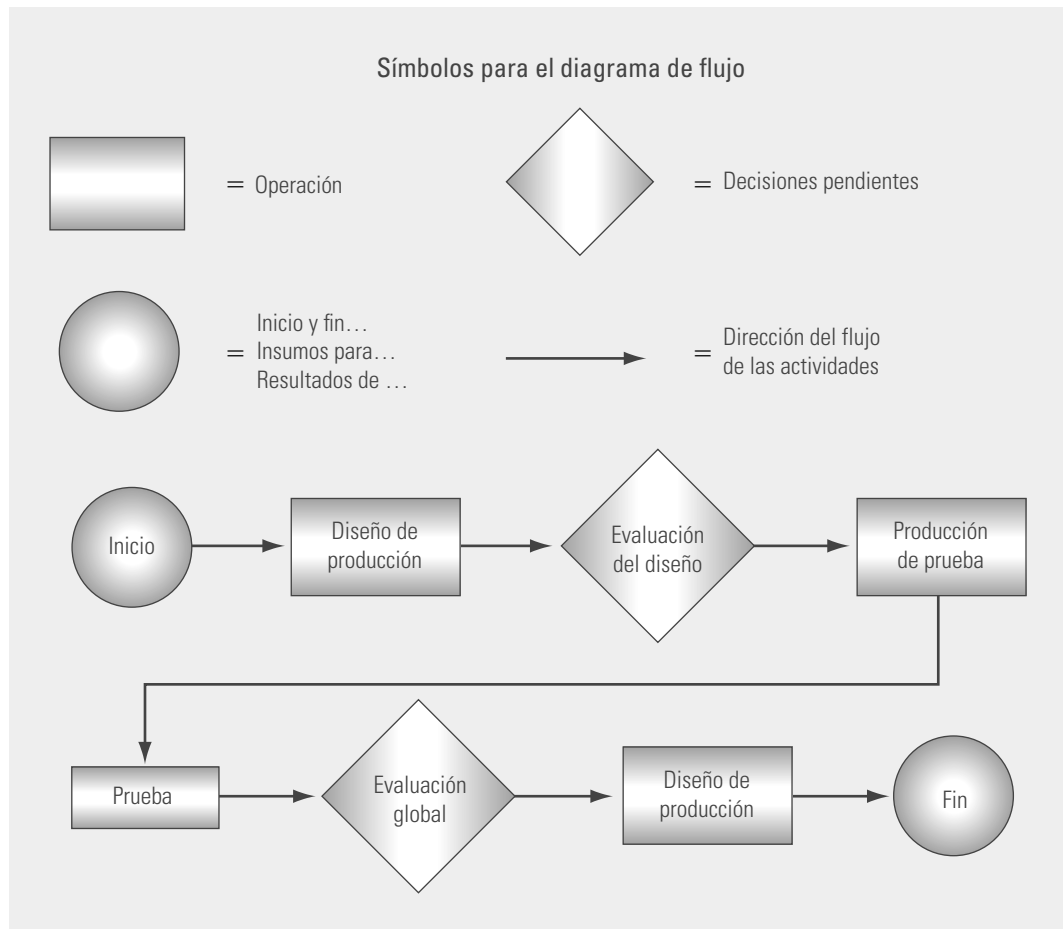 Símbolos para el diagrama de flujo
= Operación
= Decisiones pendientes
Inicio y fin…
= Insumos para…
Resultados de …
= Dirección del flujo
de las actividades
Inicio
Diseño de
producción
Evaluación
del diseño
Producción
de prueba
Prueba
Evaluación
global
Diseño de
producción
Fin